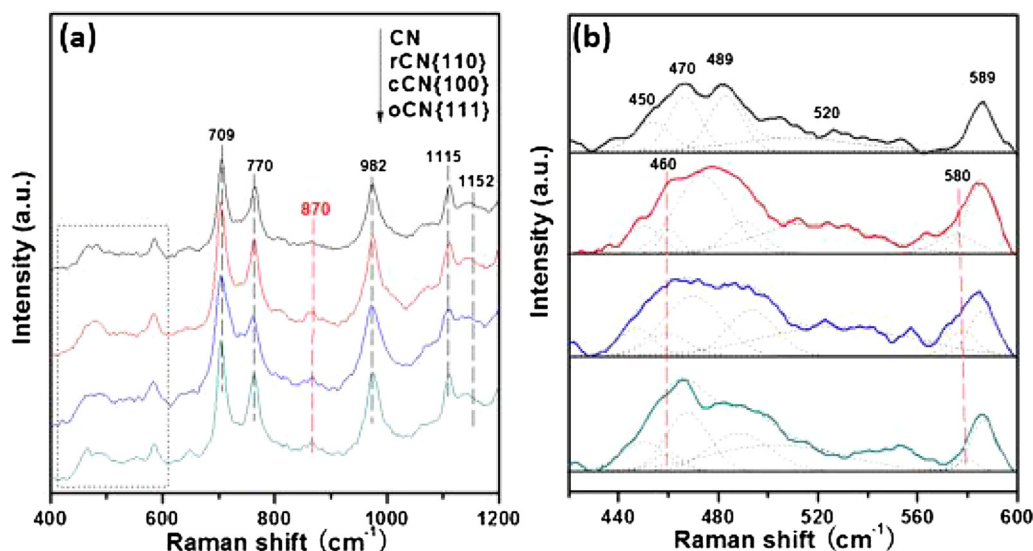 (a)
CN
rCN{110}
cCN{100}
oCN{111}
709
770
870
982
1115
1152
Intensity (a.u.)
400 600 800 1000 1200
Raman shift (cm⁻¹)
(b)
450 470 489 520 589
460 580
Intensity (a.u.)
440 480 520 560 600
Raman shift (cm⁻¹)